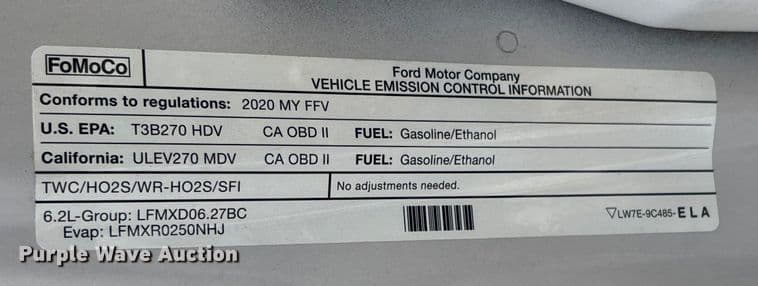 FoMoCo
Ford Motor Company
VEHICLE EMISSION CONTROL INFORMATION
Conforms to regulations: 2020 MY FFV
U.S. EPA: T3B270 HDV CA OBD II FUEL: Gasoline/Ethanol
California: ULEV270 MDV CA OBD II FUEL: Gasoline/Ethanol
TWC/HO2S/WR-HO2S/SFI No adjustments needed.
6.2L-Group: LFMXD06.27BC
Evap: LFMXR0250NHJ
▽LW7E-9C485-ELA
Purple Wave Auction